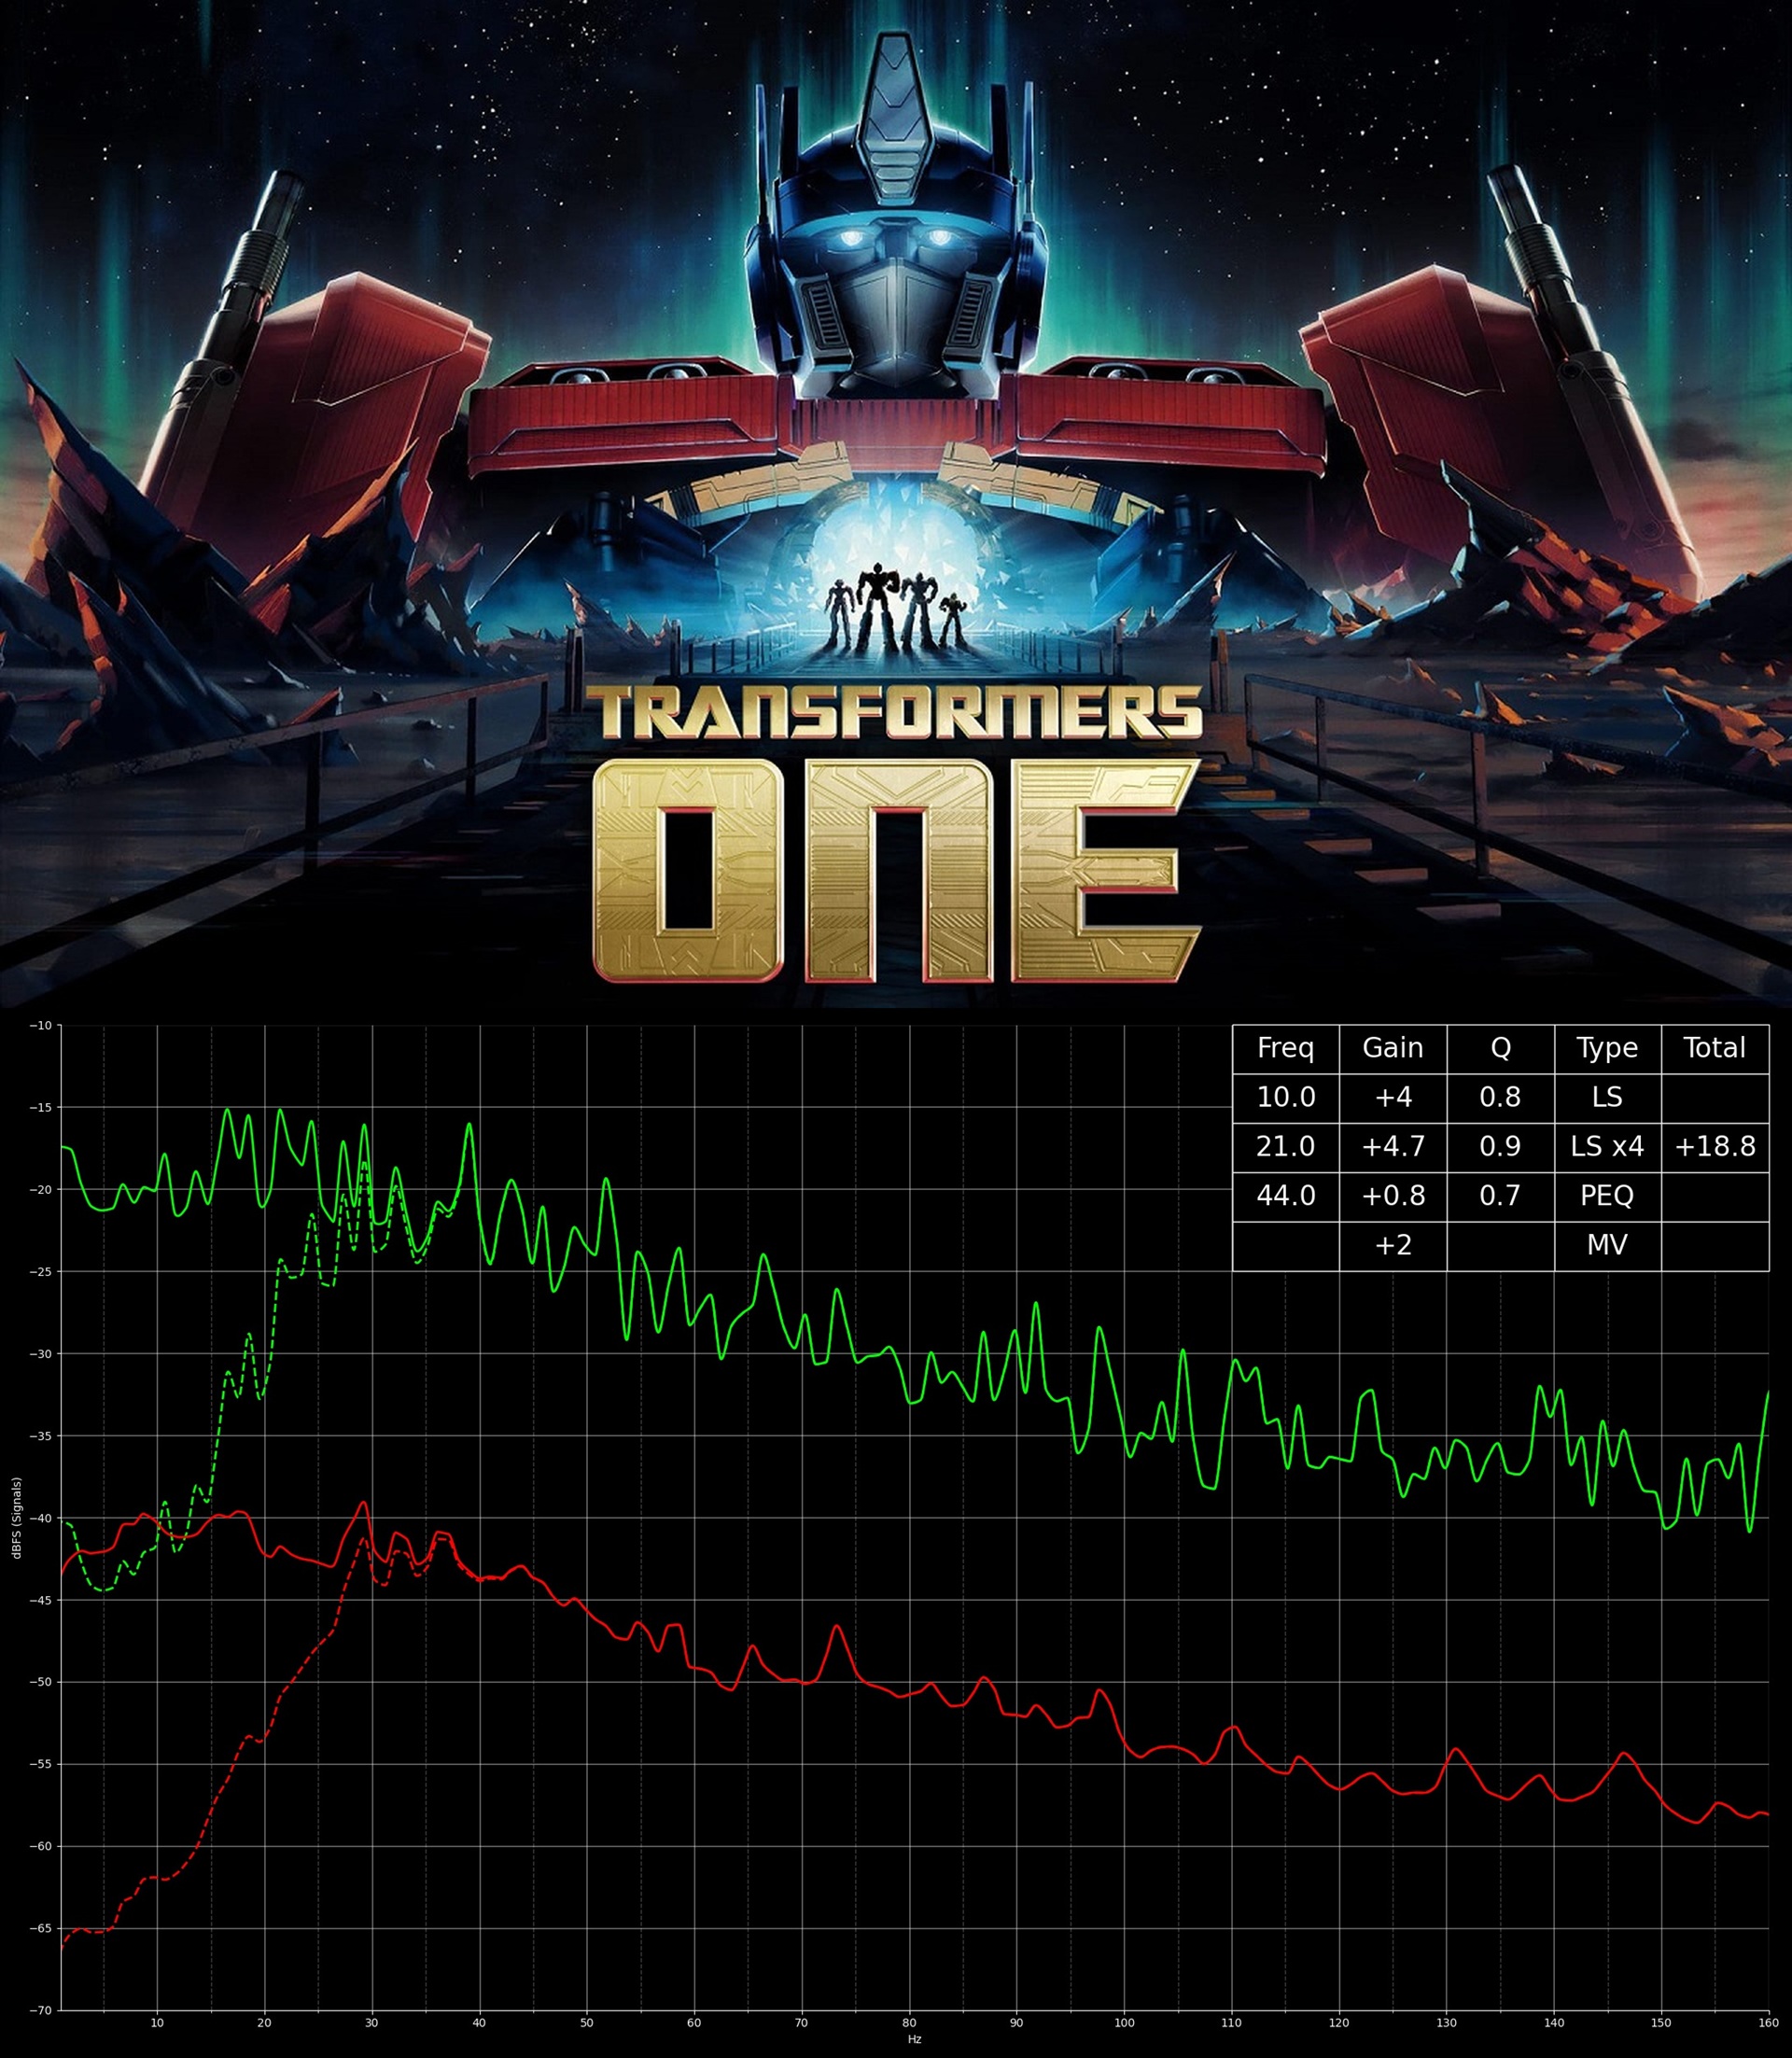 TRANSFORMERS
ONE
Freq Gain Q Type Total
10.0 +4 0.8 LS
21.0 +4.7 0.9 LS x4 +18.8
44.0 +0.8 0.7 PEQ
+2 MV
−10
−15
−20
−25
−30
−35
−40
−45
−50
−55
−60
−65
−70
dBFS (Signals)
10 20 30 40 50 60 70 80 90 100 110 120 130 140 150 160
Hz